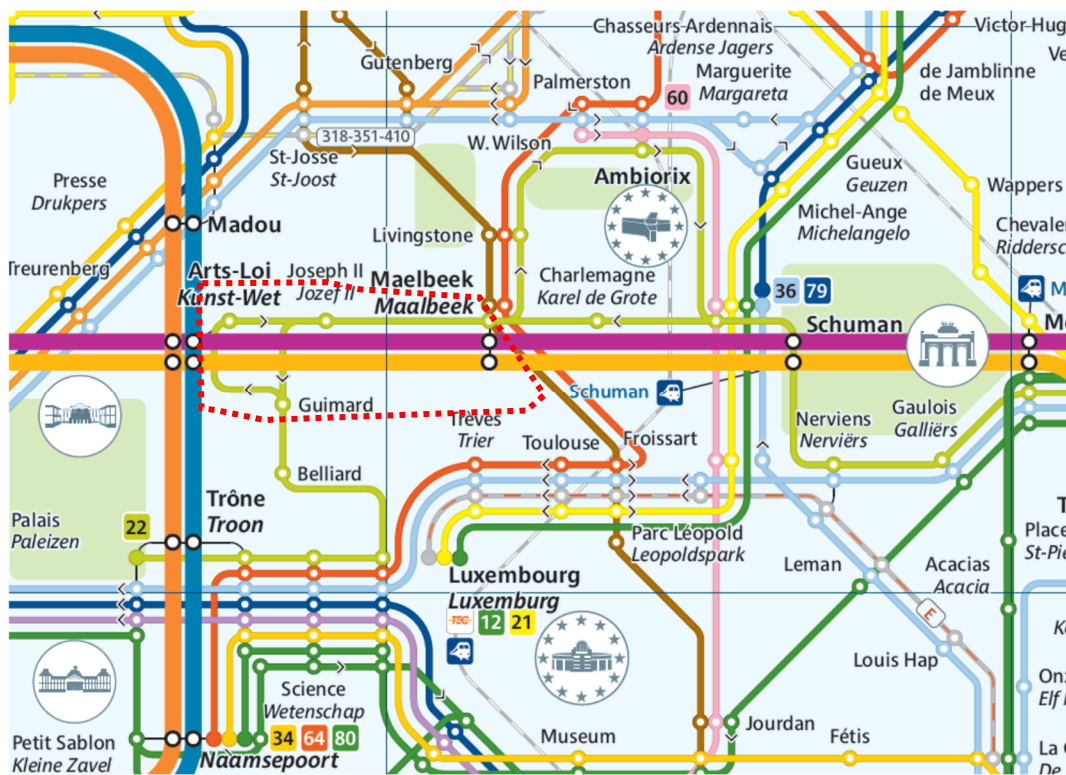 Chasseurs Ardennais
Ardense Jagers
Victor Hug
Gutenberg
Palmerston
Marguerite
Margareta
60
de Jamblinne
de Meux
318-351-410
W. Wilson
St-Josse
St-Joost
Ambiorix
Gueux
Geuzen
Presse
Drukpers
Wappers
Madou
Livingstone
Michel-Ange
Michelangelo
Chevaler
Riddersc
Treurenberg
Arts-Loi
Kunst-Wet
Joseph II
Jozef II
Maelbeek
Maalbeek
Charlemagne
Karel de Grote
36 79
M
Schuman
Me
Schuman
Guimard
Trèves
Trier
Toulouse
Froissart
Nerviens
Nerviërs
Gaulois
Galliërs
Belliard
Trône
Troon
Palais
Paleizen
22
Parc Léopold
Leopoldspark
Place
St-Pie
Leman
Acacias
Acacia
Luxembourg
Luxemburg
TEC 12 21
E
Louis Hap
Science
Wetenschap
34 64 80
Onz
Elf
Petit Sablon
Kleine Zavel
Naamsepoort
Museum
Jourdan
Fétis
La
De